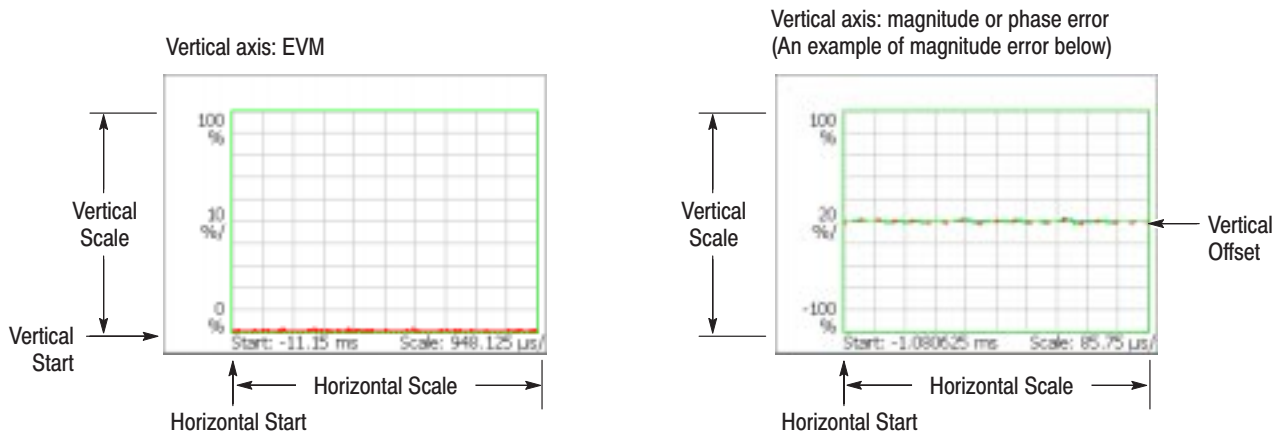 Vertical axis: EVM
100
%
10
%/
0
%
Start: -11.15 ms Scale: 948.125 µs/
Vertical
Scale
Vertical
Start
Horizontal Scale
Horizontal Start
Vertical axis: magnitude or phase error
(An example of magnitude error below)
100
%
20
%/
-100
%
Start: -1.080625 ms Scale: 85.75 µs/
Vertical
Scale
Vertical
Offset
Horizontal Scale
Horizontal Start